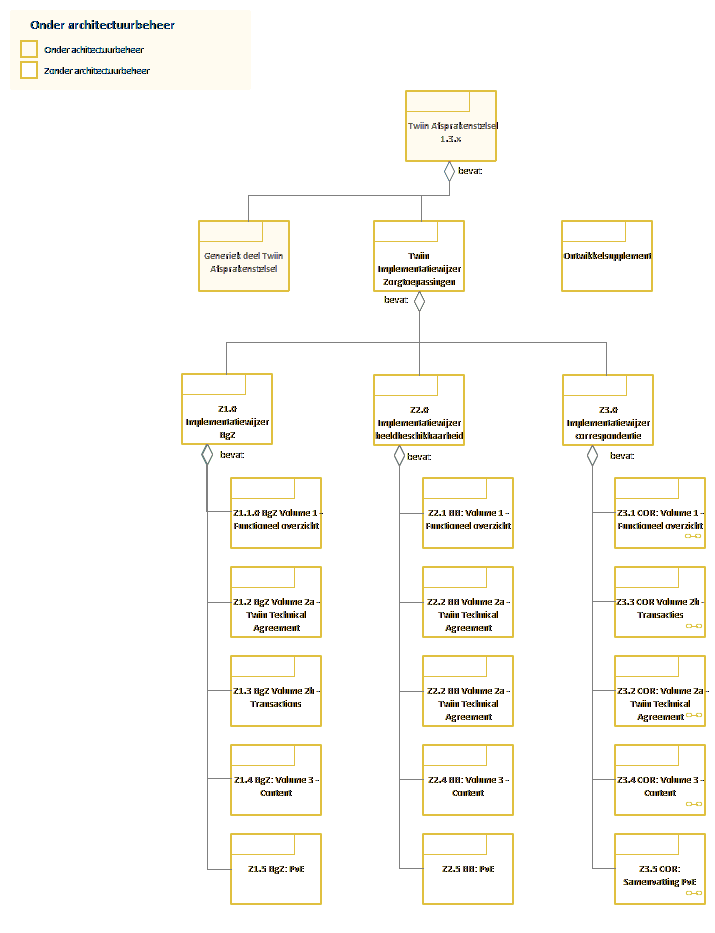 Onder architectuurbeheer
Onder achitectuurbeheer
Zonder architectuurbeheer
Twiin Afsprakenstelsel
1.3.x
bevat
Generiek deel Twiin
Afsprakenstelsel
Twiin
Implementatiewijzer
Zorgtoepassingen
Ontwikkelsupplement
bevat
Z1.0
Implementatiewijzer
BgZ
Z2.0
Implementatiewijzer
beeldbeschikbaarheid
Z3.0
Implementatiewijzer
correspondentie
bevat
bevat
bevat
Z1.1.0 BgZ Volume 1 -
Functioneel overzicht
Z2.1 BB: Volume 1 -
Functioneel overzicht
Z3.1 COR: Volume 1 -
Functioneel overzicht
Z1.2 BgZ Volume 2a -
Twiin Technical
Agreement
Z2.2 BB Volume 2a -
Twiin Technical
Agreement
Z3.3 COR Volume 2b -
Transacties
Z1.3 BgZ Volume 2b -
Transactions
Z2.2 BB Volume 2a -
Twiin Technical
Agreement
Z3.2 COR: Volume 2a -
Twiin Technical
Agreement
Z1.4 BgZ: Volume 3 -
Content
Z2.4 BB: Volume 3 -
Content
Z3.4 COR: Volume 3 -
Content
Z1.5 BgZ: PvE
Z2.5 BB: PvE
Z3.5 COR:
Samenvatting PvE